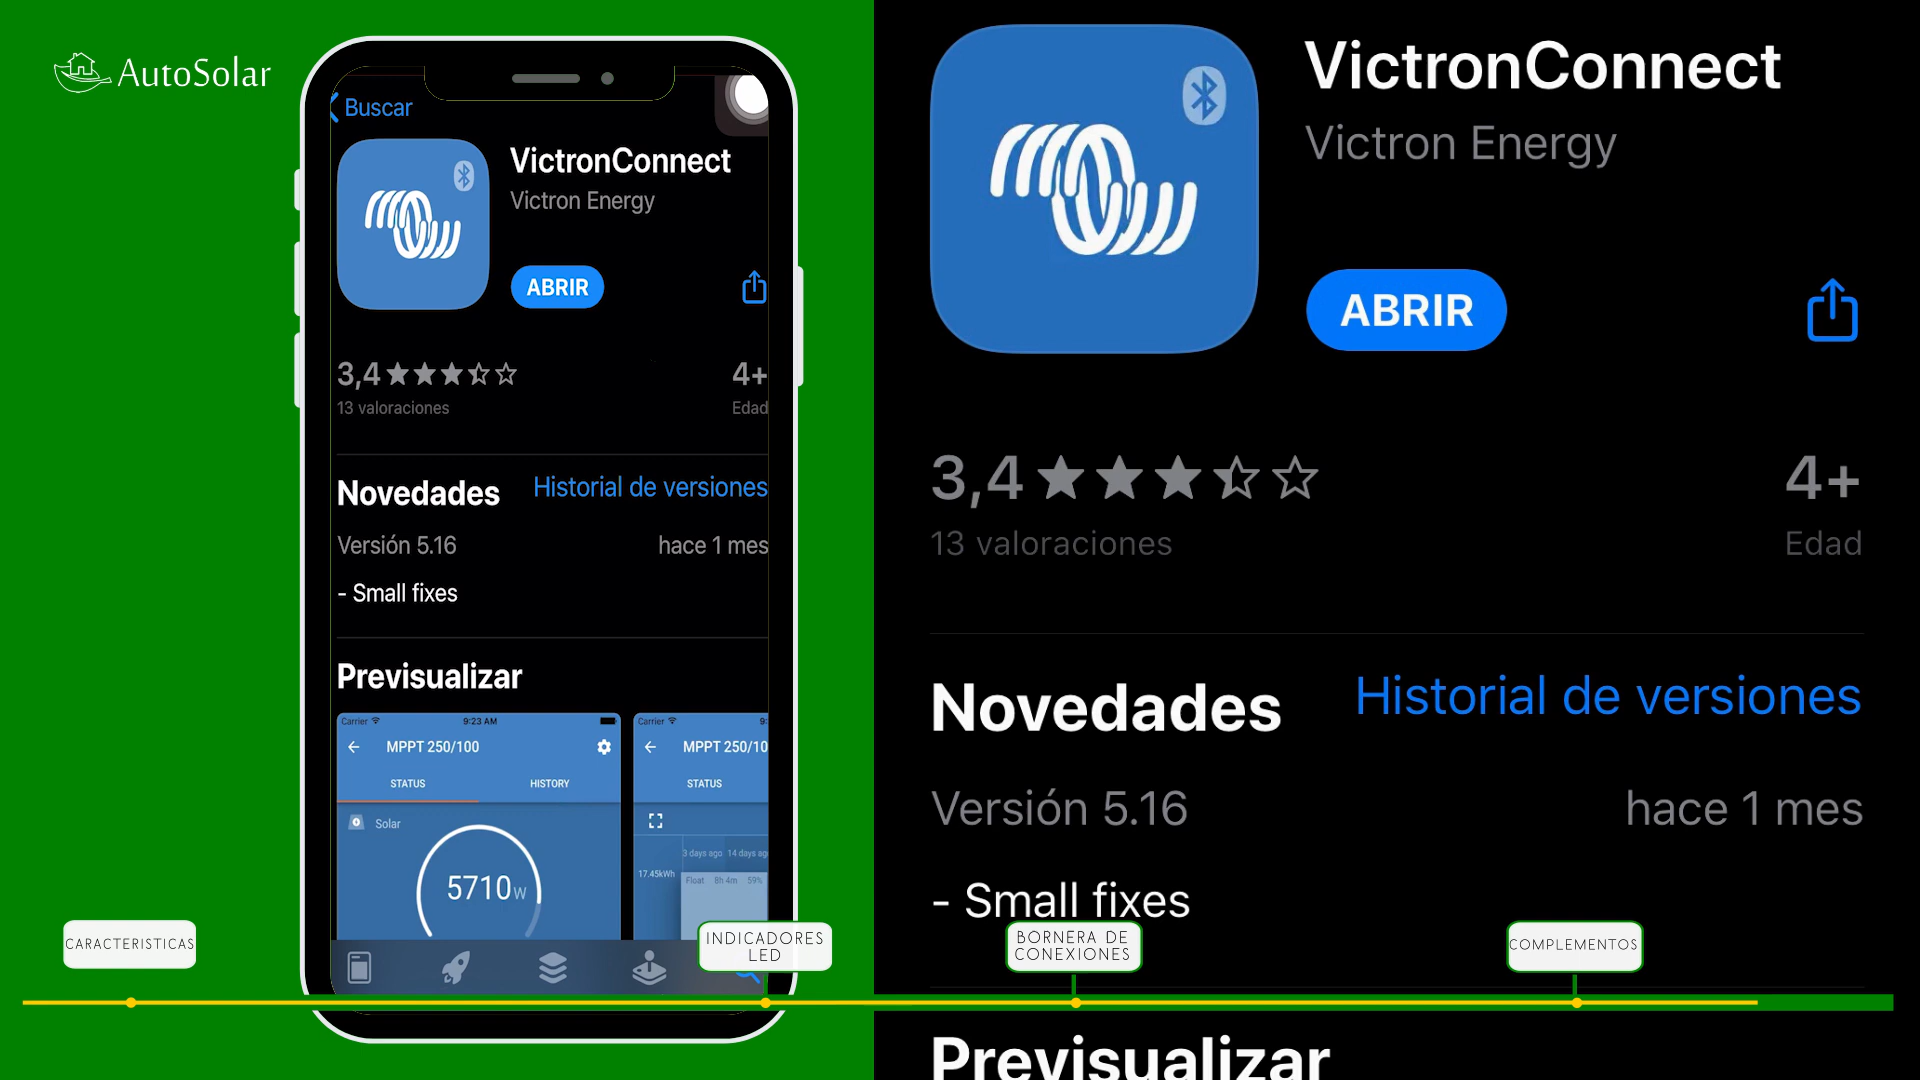 AutoSolar
Buscar
VictronConnect
Victron Energy
ABRIR
3,4
13 valoraciones
4+
Edad
Novedades
Historial de versiones
Versión 5.16
hace 1 mes
- Small fixes
Previsualizar
Carrier
9:23 AM
MPPT 250/100
STATUS
HISTORY
Solar
5710W
Carrier
9:
MPPT 250/10
STATUS
3 days ago
14 days ag
17.45kWh
Float
8h 4m
59%
VictronConnect
Victron Energy
ABRIR
3,4
13 valoraciones
4+
Edad
Novedades
Historial de versiones
Versión 5.16
hace 1 mes
- Small fixes
Previsualizar
CARACTERISTICAS
INDICADORES
LED
BORNERA DE
CONEXIONES
COMPLEMENTOS